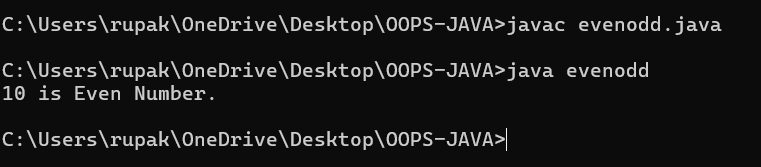 C:\Users\rupak\OneDrive\Desktop\OOPS-JAVA>javac evenodd.java
C:\Users\rupak\OneDrive\Desktop\OOPS-JAVA>java evenodd
10 is Even Number.
C:\Users\rupak\OneDrive\Desktop\OOPS-JAVA>